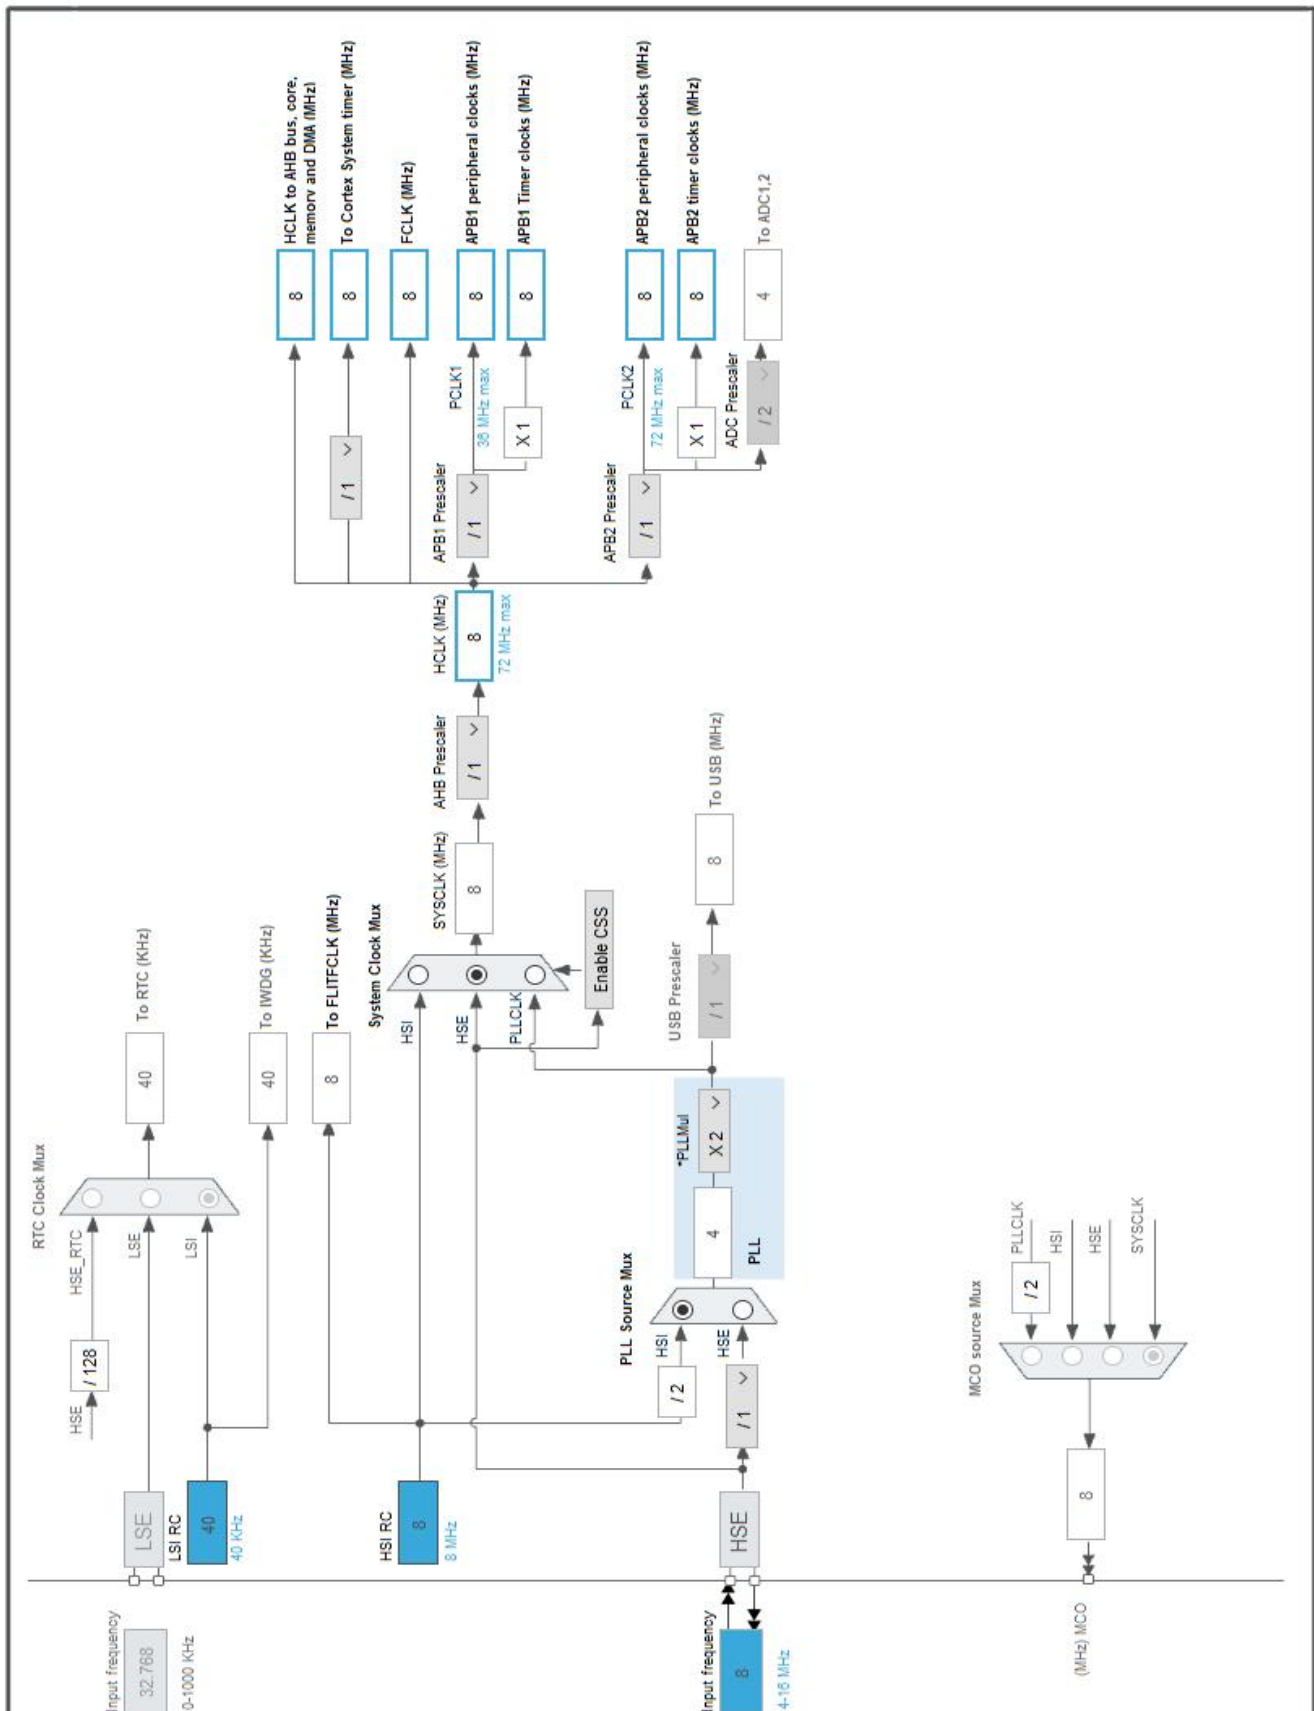 RTC Clock Mux
HSE
/ 128
HSE_RTC
Input frequency
32.768
0-1000 KHz
LSE
LSE
40
To RTC (KHz)
LSI RC
40
40 KHz
LSI
40
To IWDG (KHz)
HCLK to AHB bus, core,
memory and DMA (MHz)
8
/ 1
8
To Cortex System timer (MHz)
8
To FLITFCLK (MHz)
8
FCLK (MHz)
HSI RC
8
8 MHz
System Clock Mux
HSI
HSE
PLLCLK
Enable CSS
SYSCLK (MHz)
8
AHB Prescaler
/ 1
HCLK (MHz)
8
72 MHz max
APB1 Prescaler
/ 1
PCLK1
36 MHz max
8
APB1 peripheral clocks (MHz)
X 1
8
APB1 Timer clocks (MHz)
APB2 Prescaler
/ 1
PCLK2
72 MHz max
8
APB2 peripheral clocks (MHz)
X 1
8
APB2 timer clocks (MHz)
ADC Prescaler
/ 2
4
To ADC1,2
PLL Source Mux
/ 2
HSI
Input frequency
8
4-16 MHz
HSE
/ 1
HSE
4
*PLLMul
X 2
PLL
USB Prescaler
/ 1
8
To USB (MHz)
MCO source Mux
(MHz) MCO
8
/ 2
PLLCLK
HSI
HSE
SYSCLK